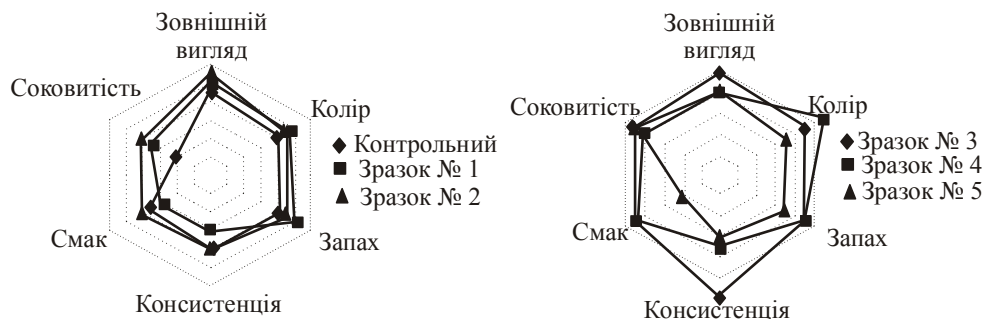 Зовнішній
вигляд
Соковитість
Колір
Контрольний
Зразок № 1
Зразок № 2
Смак
Запах
Консистенція
Зовнішній
вигляд
Соковитість
Колір
Зразок № 3
Зразок № 4
Зразок № 5
Смак
Запах
Консистенція